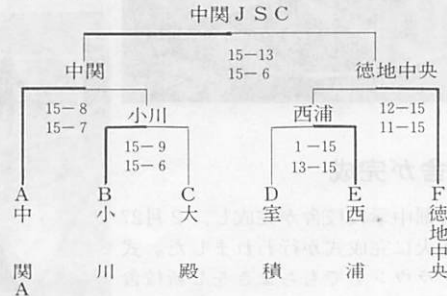 中関JSC
15-13
15-6
中関
徳地中央
15-8
15-7
小川
西浦
12-15
11-15
15-9
15-6
1-15
13-15
A
中関A
B
小川
C
大殿
D
室積
E
西浦
F
徳地中央